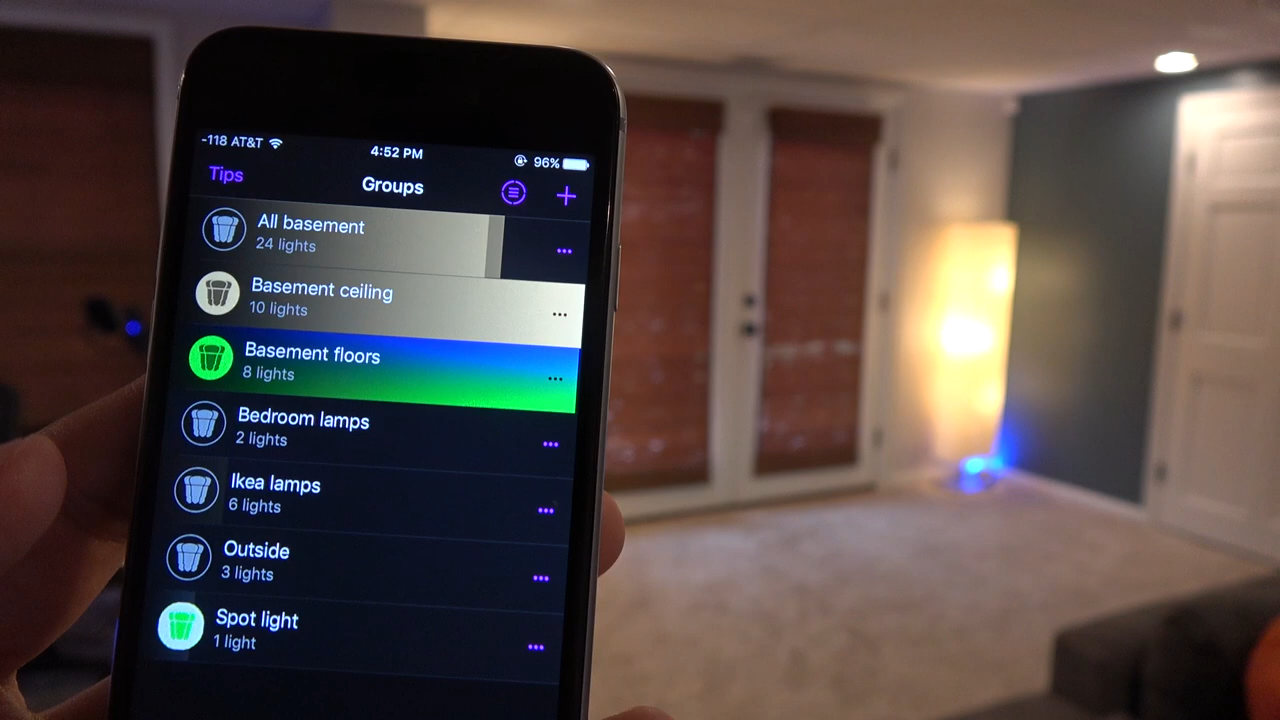 -118 AT&T 4:52 PM 96%
Tips Groups
All basement
24 lights
Basement ceiling
10 lights
Basement floors
8 lights
Bedroom lamps
2 lights
Ikea lamps
6 lights
Outside
3 lights
Spot light
1 light